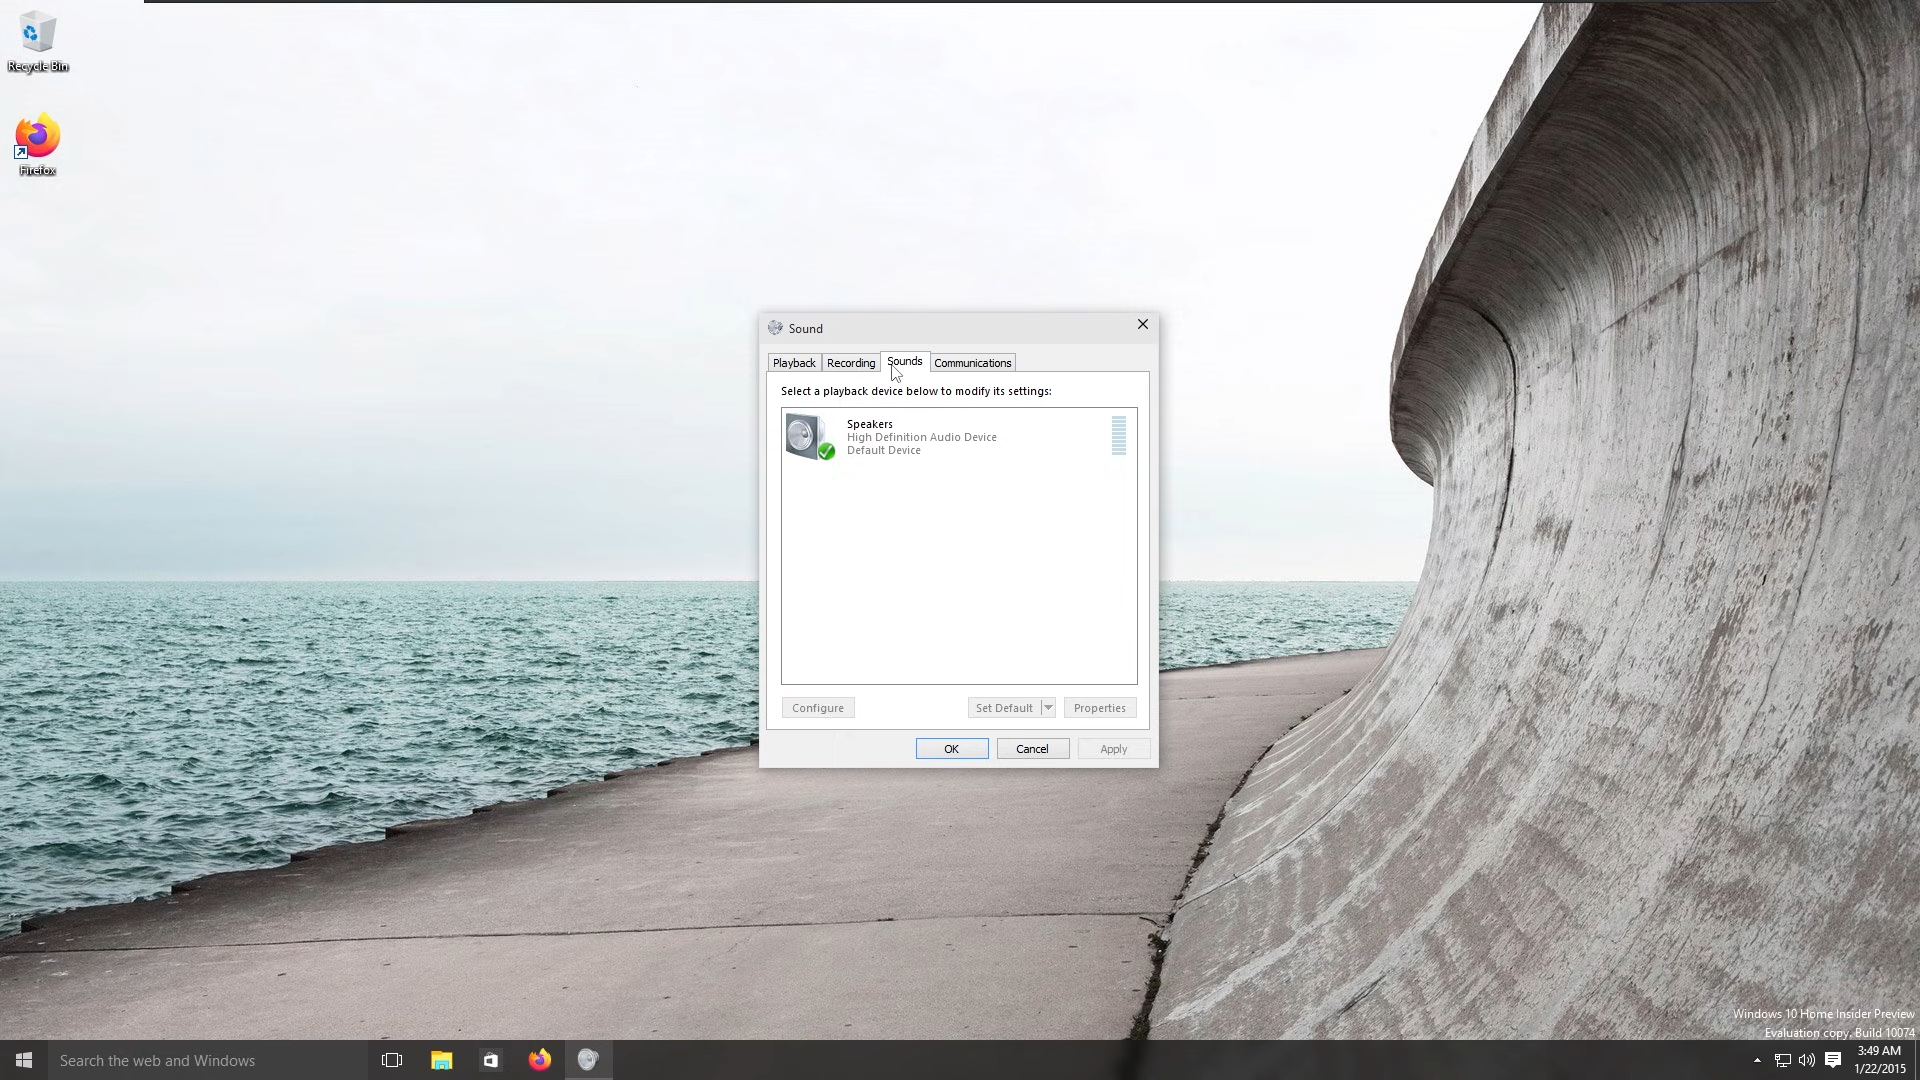 Recycle Bin
Firefox
Sound
Playback Recording Sounds Communications
Select a playback device below to modify its settings:
Speakers
High Definition Audio Device
Default Device
Configure Set Default Properties
OK Cancel Apply
Windows 10 Home Insider Preview
Evaluation copy. Build 10074
Search the web and Windows
3:49 AM
1/22/2015